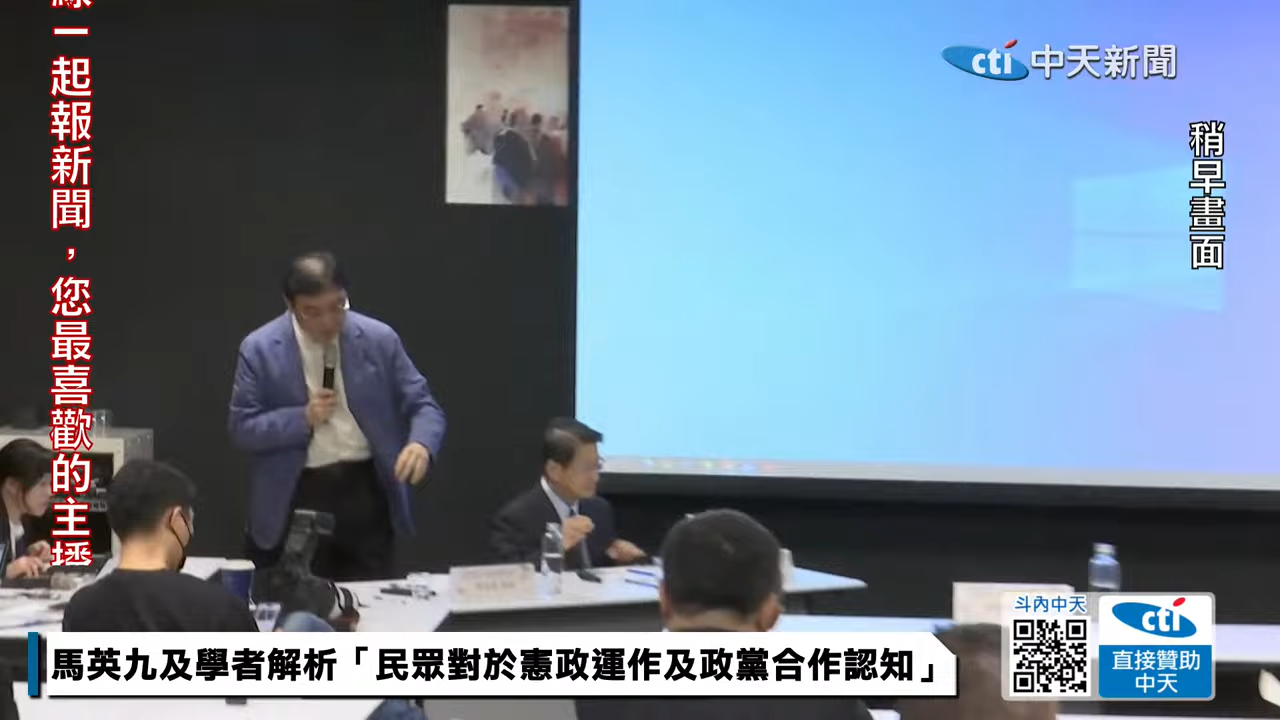 一起報新聞，您最喜歡的主播
cti 中天新聞
稍早畫面
斗內中天
cti
直接贊助
中天
馬英九及學者解析「民眾對於憲政運作及政黨合作認知」